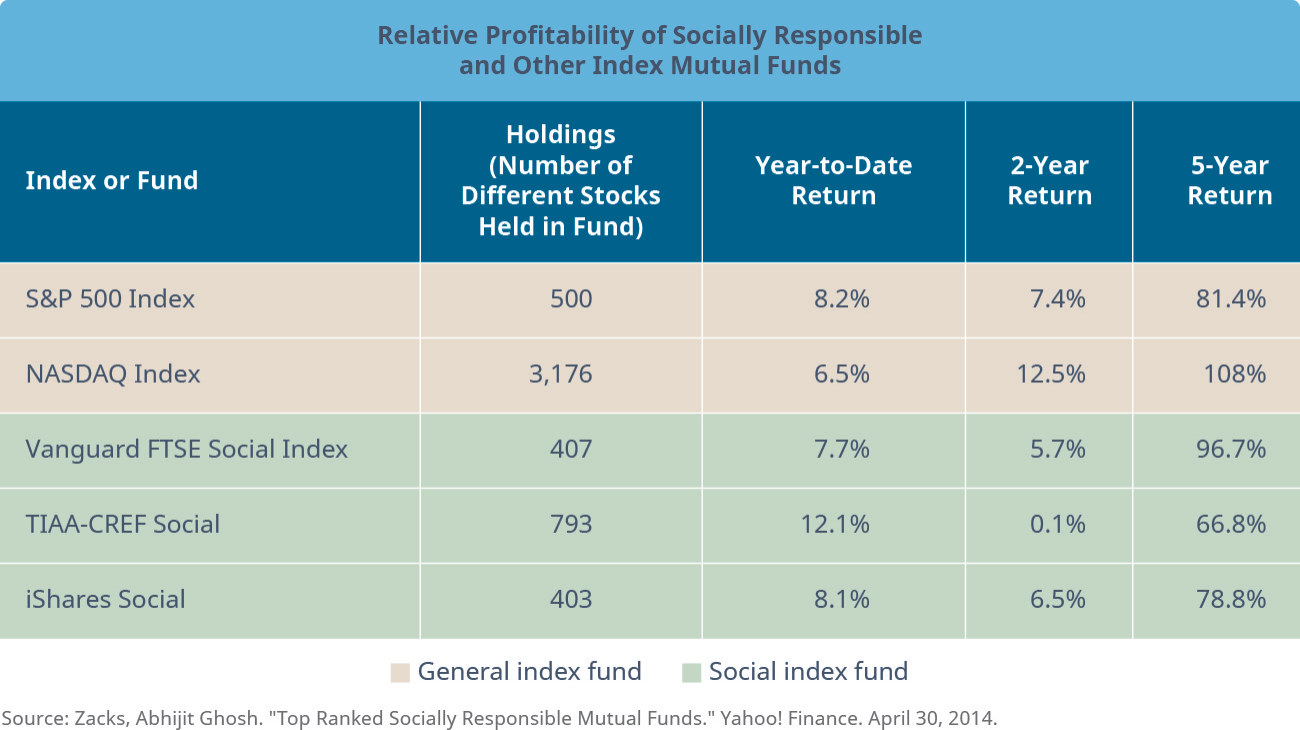 Relative Profitability of Socially Responsible
and Other Index Mutual Funds
Index or Fund
Holdings
(Number of
Different Stocks
Held in Fund)
Year-to-Date
Return
2-Year
Return
5-Year
Return
S&P 500 Index 500 8.2% 7.4% 81.4%
NASDAQ Index 3,176 6.5% 12.5% 108%
Vanguard FTSE Social Index 407 7.7% 5.7% 96.7%
TIAA-CREF Social 793 12.1% 0.1% 66.8%
iShares Social 403 8.1% 6.5% 78.8%
General index fund Social index fund
Source: Zacks, Abhijit Ghosh. "Top Ranked Socially Responsible Mutual Funds." Yahoo! Finance. April 30, 2014.